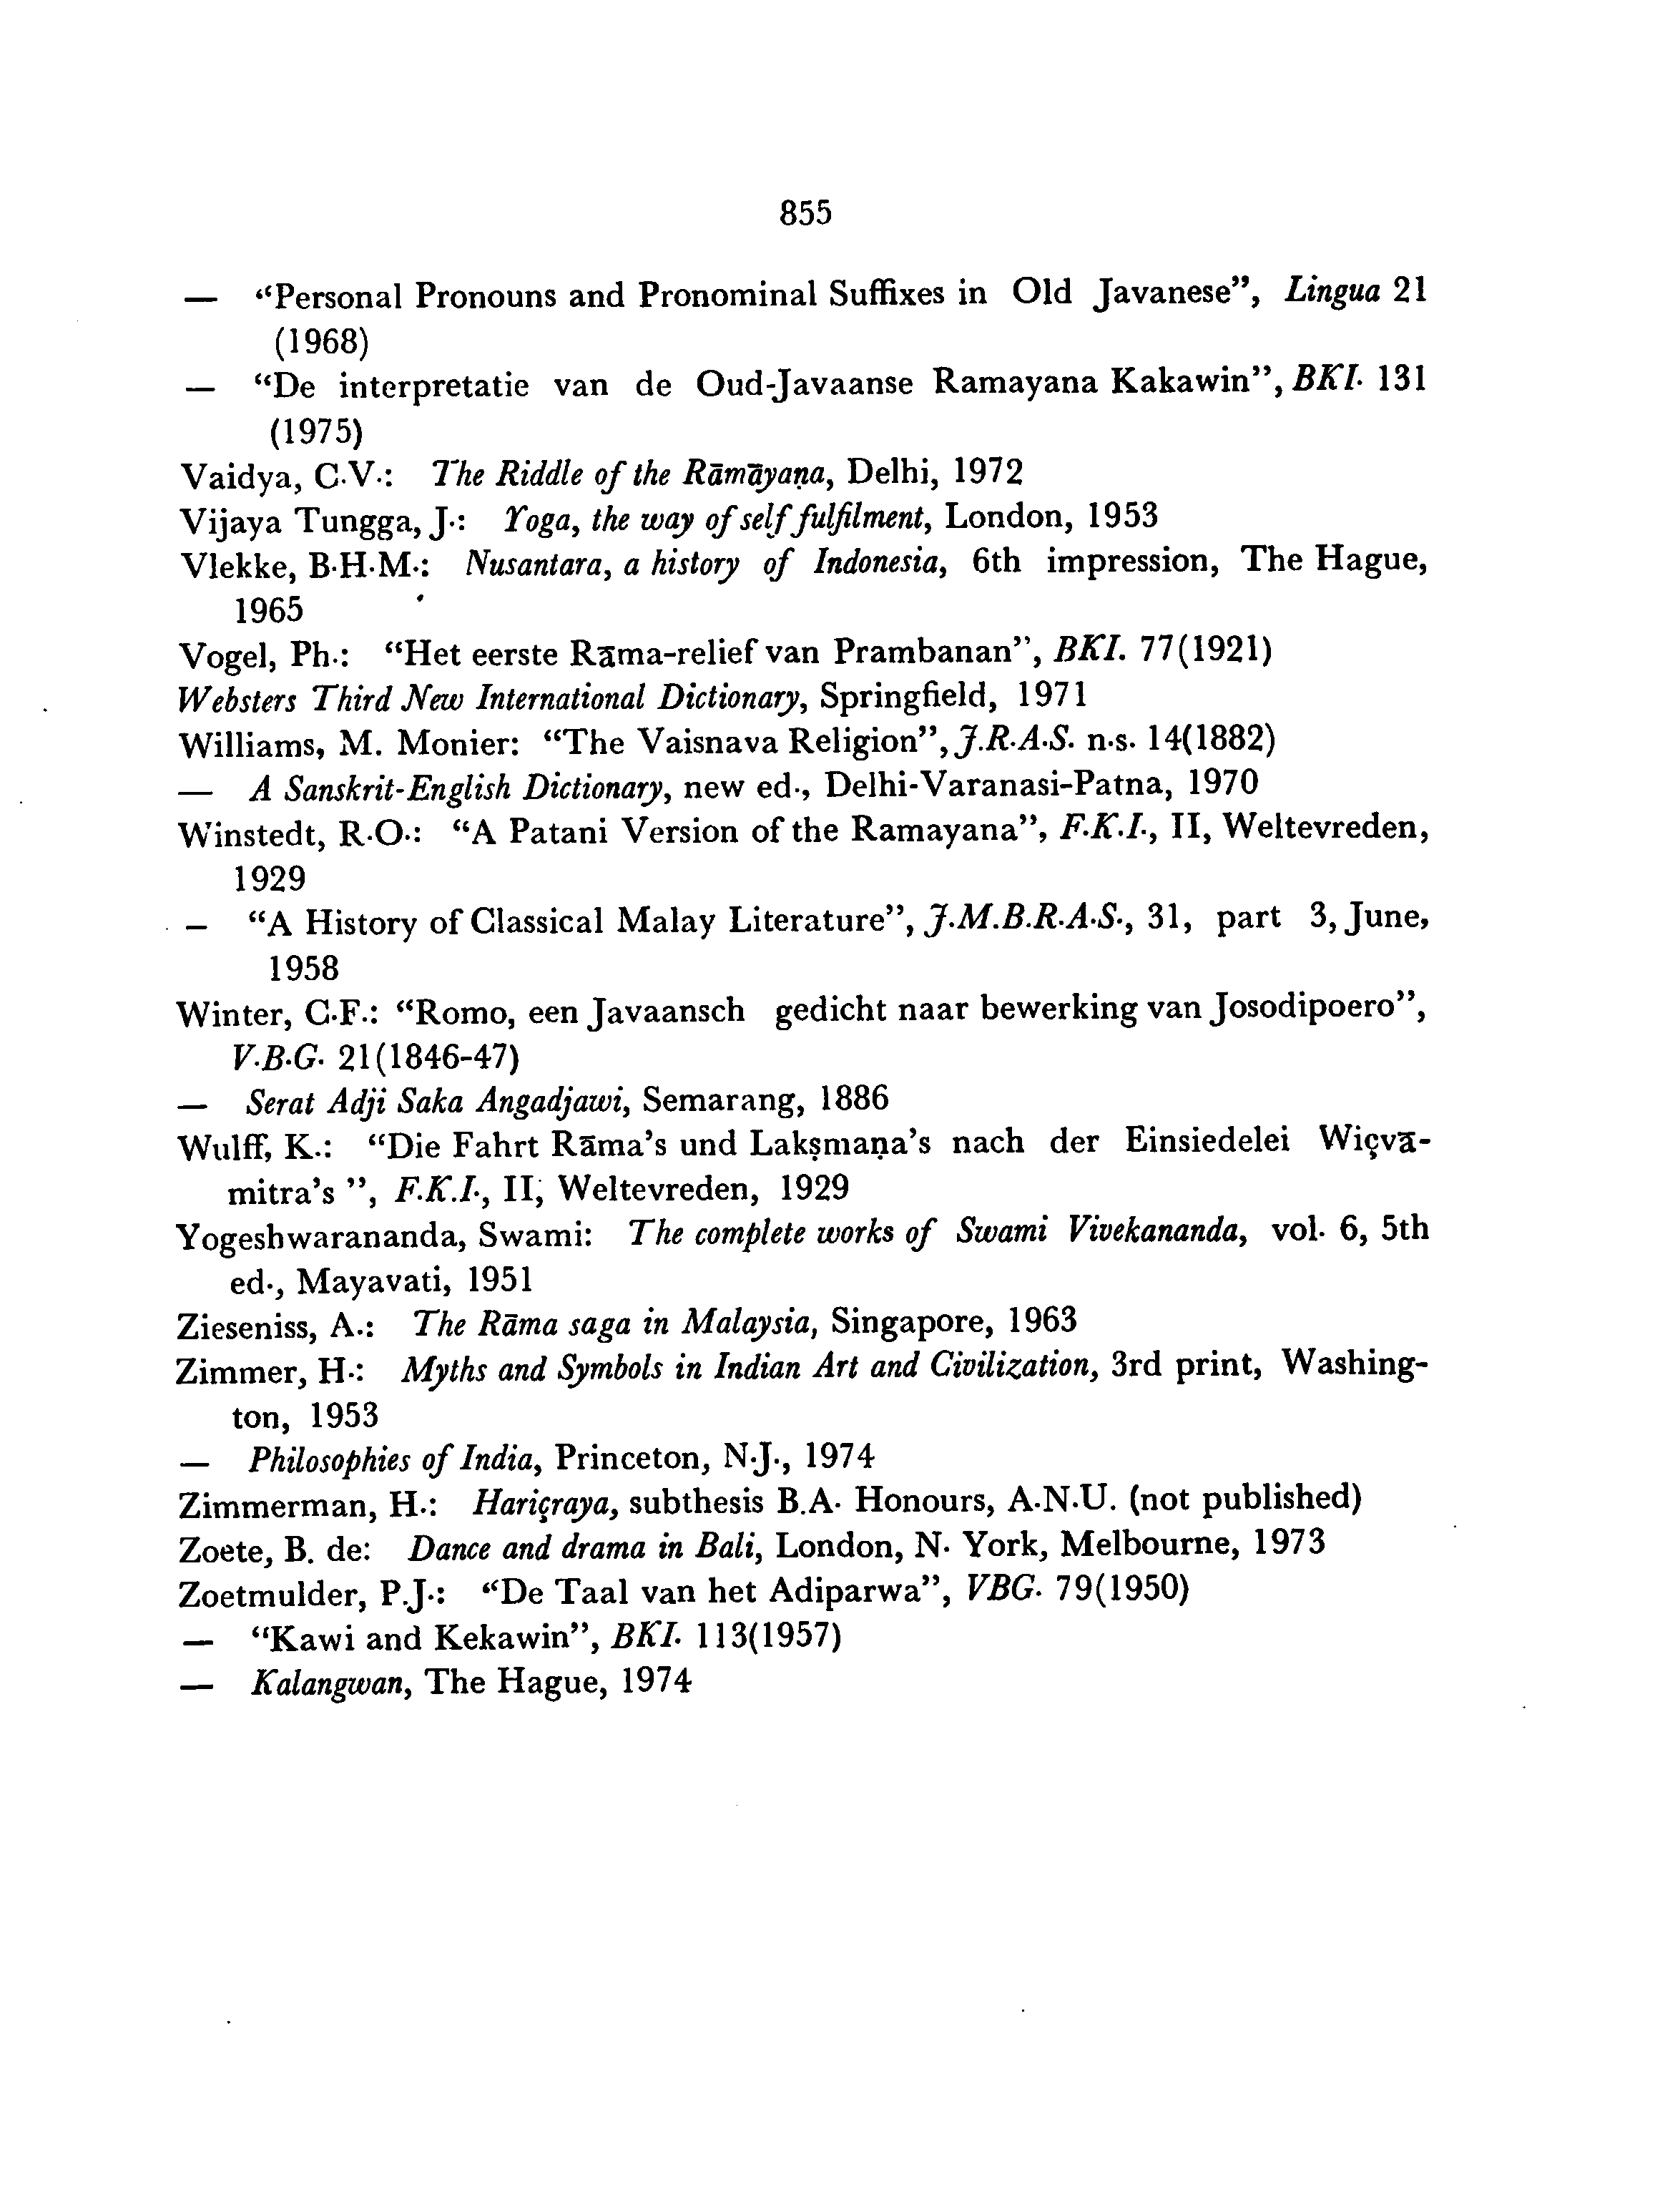 855
— “Personal Pronouns and Pronominal Suffixes in Old Javanese”, Lingua 21
(1968)
— “De interpretatie van de Oud-Javaanse Ramayana Kakawin”, BKI. 131
(1975)
Vaidya, C.V.: The Riddle of the Rāmāyaṇa, Delhi, 1972
Vijaya Tungga, J.: Yoga, the way of self fulfilment, London, 1953
Vlekke, B.H.M.: Nusantara, a history of Indonesia, 6th impression, The Hague,
1965
Vogel, Ph.: “Het eerste Rāma-relief van Prambanan”, BKI. 77(1921)
Websters Third New International Dictionary, Springfield, 1971
Williams, M. Monier: “The Vaisnava Religion”, J.R.A.S. n.s. 14(1882)
— A Sanskrit-English Dictionary, new ed., Delhi-Varanasi-Patna, 1970
Winstedt, R.O.: “A Patani Version of the Ramayana”, F.K.I., II, Weltevreden,
1929
— “A History of Classical Malay Literature”, J.M.B.R.A.S., 31, part 3, June,
1958
Winter, C.F.: “Romo, een Javaansch gedicht naar bewerking van Josodipoero”,
V.B.G. 21(1846-47)
— Serat Adji Saka Angadjawi, Semarang, 1886
Wulff, K.: “Die Fahrt Rāma’s und Lakṣmaṇa’s nach der Einsiedelei Wiçvā-
mitra’s ”, F.K.I., II, Weltevreden, 1929
Yogeshwarananda, Swami: The complete works of Swami Vivekananda, vol. 6, 5th
ed., Mayavati, 1951
Zieseniss, A.: The Rāma saga in Malaysia, Singapore, 1963
Zimmer, H.: Myths and Symbols in Indian Art and Civilization, 3rd print, Washing-
ton, 1953
— Philosophies of India, Princeton, N.J., 1974
Zimmerman, H.: Hariçraya, subthesis B.A. Honours, A.N.U. (not published)
Zoete, B. de: Dance and drama in Bali, London, N. York, Melbourne, 1973
Zoetmulder, P.J.: “De Taal van het Adiparwa”, VBG. 79(1950)
— “Kawi and Kekawin”, BKI. 113(1957)
— Kalangwan, The Hague, 1974